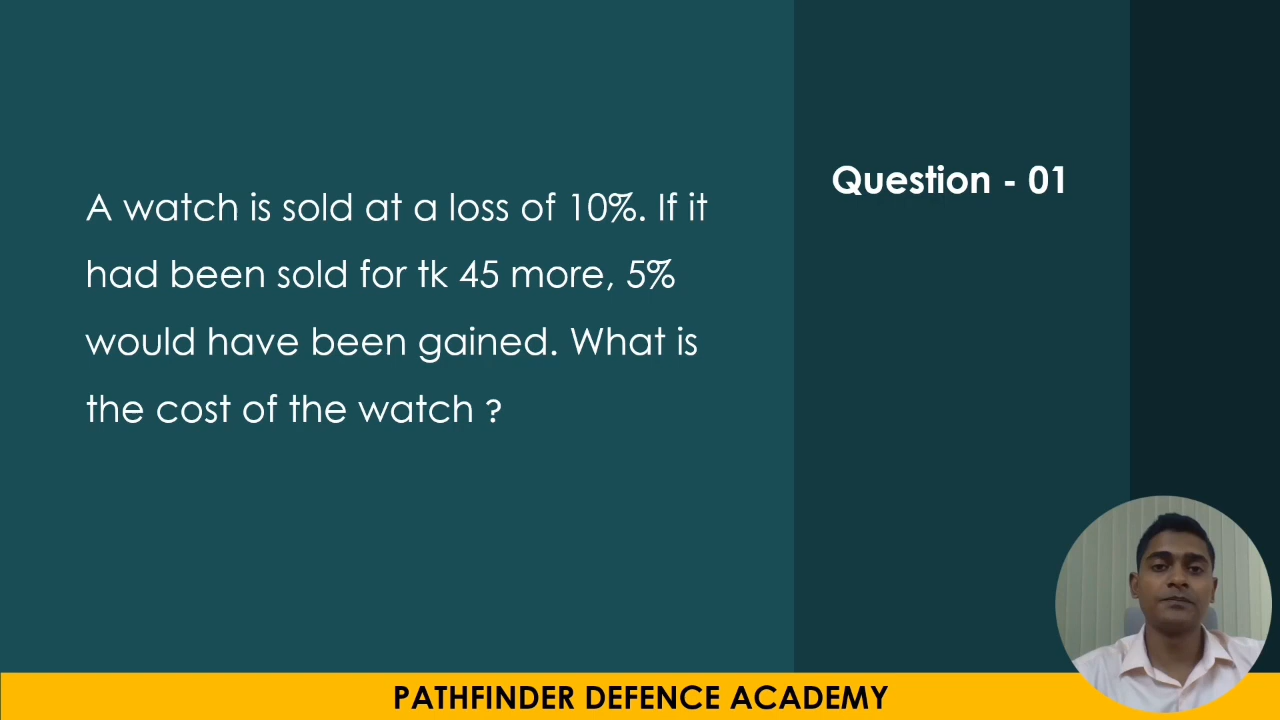 A watch is sold at a loss of 10%. If it
had been sold for tk 45 more, 5%
would have been gained. What is
the cost of the watch ?
Question - 01
PATHFINDER DEFENCE ACADEMY